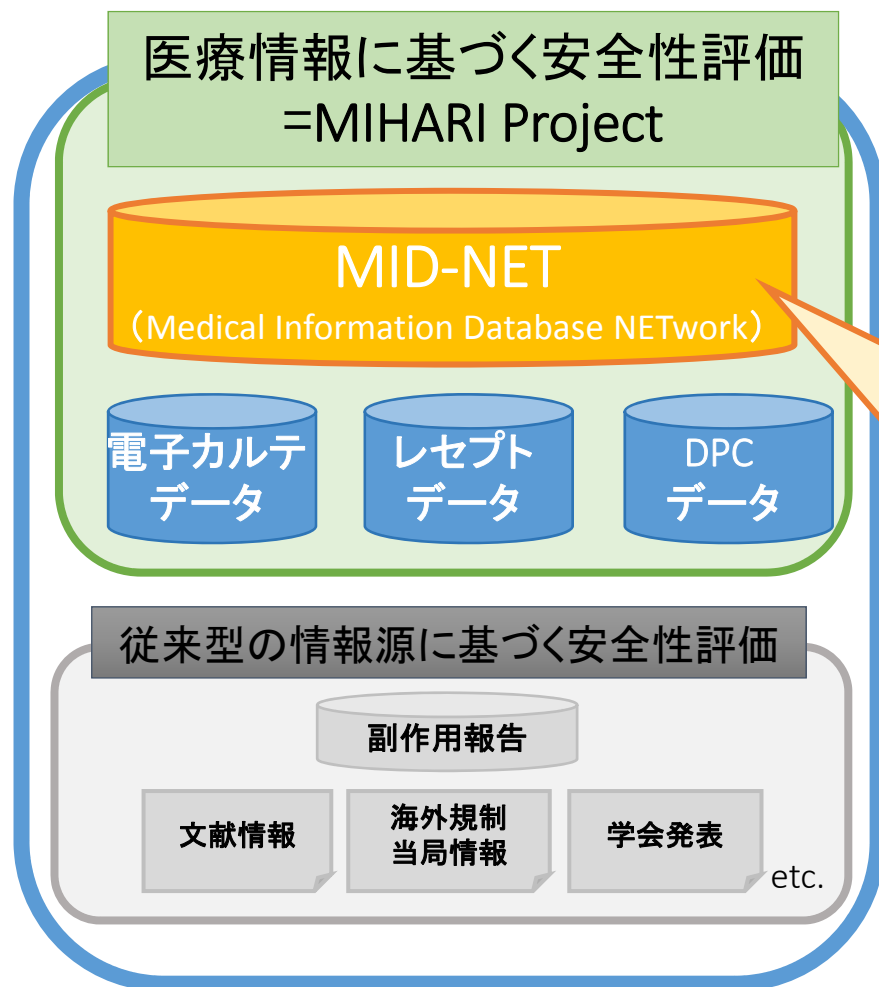 医療情報に基づく安全性評価
=MIHARI Project
MID-NET
（Medical Information Database NETwork）
電子カルテ
データ
レセプト
データ
DPC
データ
従来型の情報源に基づく安全性評価
副作用報告
文献情報
海外規制
当局情報
学会発表
etc.